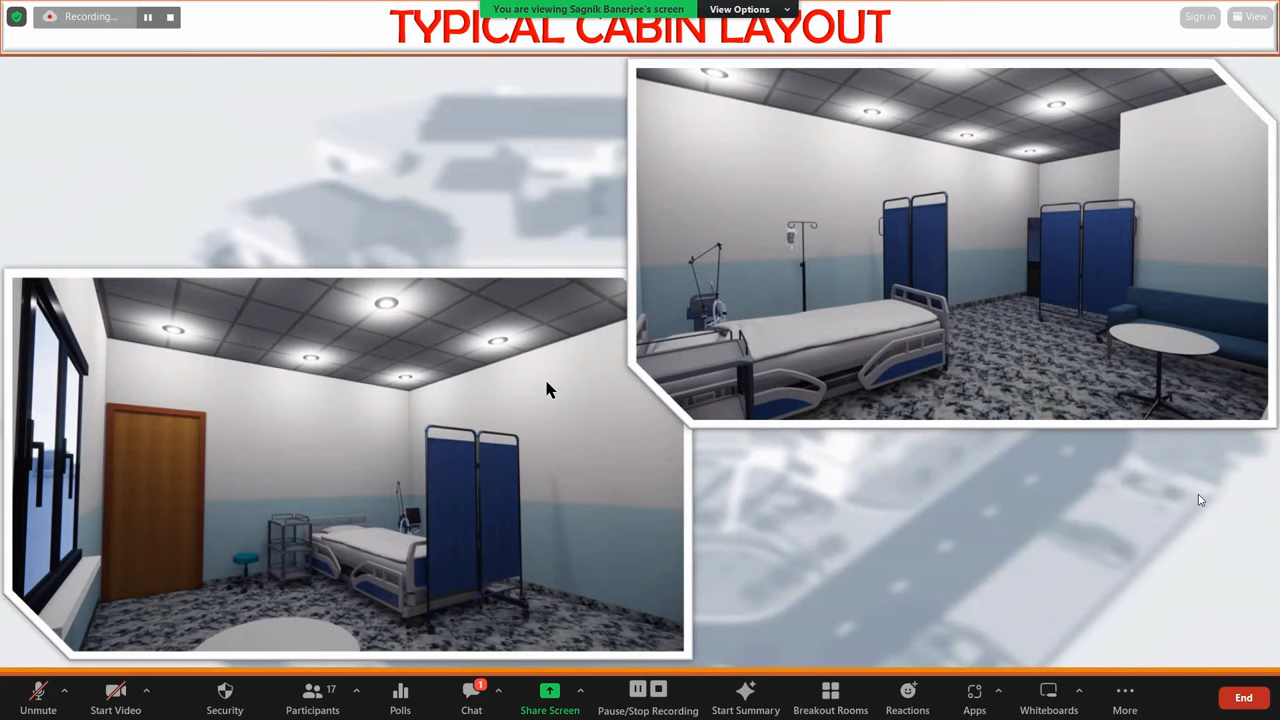 Recording...
You are viewing Sagnik Banerjee's screen
View Options
Sign in
View
TYPICAL CABIN LAYOUT
Unmute
Start Video
Security
17
Participants
Polls
1
Chat
Share Screen
Pause/Stop Recording
Start Summary
Breakout Rooms
Reactions
Apps
Whiteboards
More
End